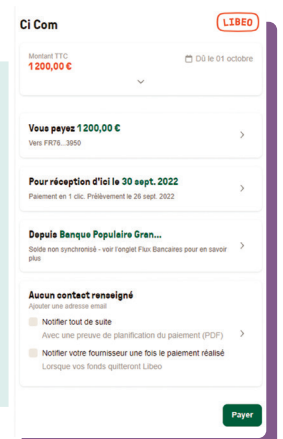 Ci Com
LIBEO
Montant TTC
1 200,00 €
Dû le 01 octobre
Vous payez 1 200,00 €
Vers FR76...3950
Pour réception d'ici le 30 sept. 2022
Paiement en 1 clic. Prélèvement le 26 sept. 2022
Depuis Banque Populaire Gran...
Solde non synchronisé - voir l'onglet Flux Bancaires pour en savoir
plus
Aucun contact renseigné
Ajouter une adresse email
Notifier tout de suite
Avec une preuve de planification du paiement (PDF)
Notifier votre fournisseur une fois le paiement réalisé
Lorsque vos fonds quitteront Libeo
Payer